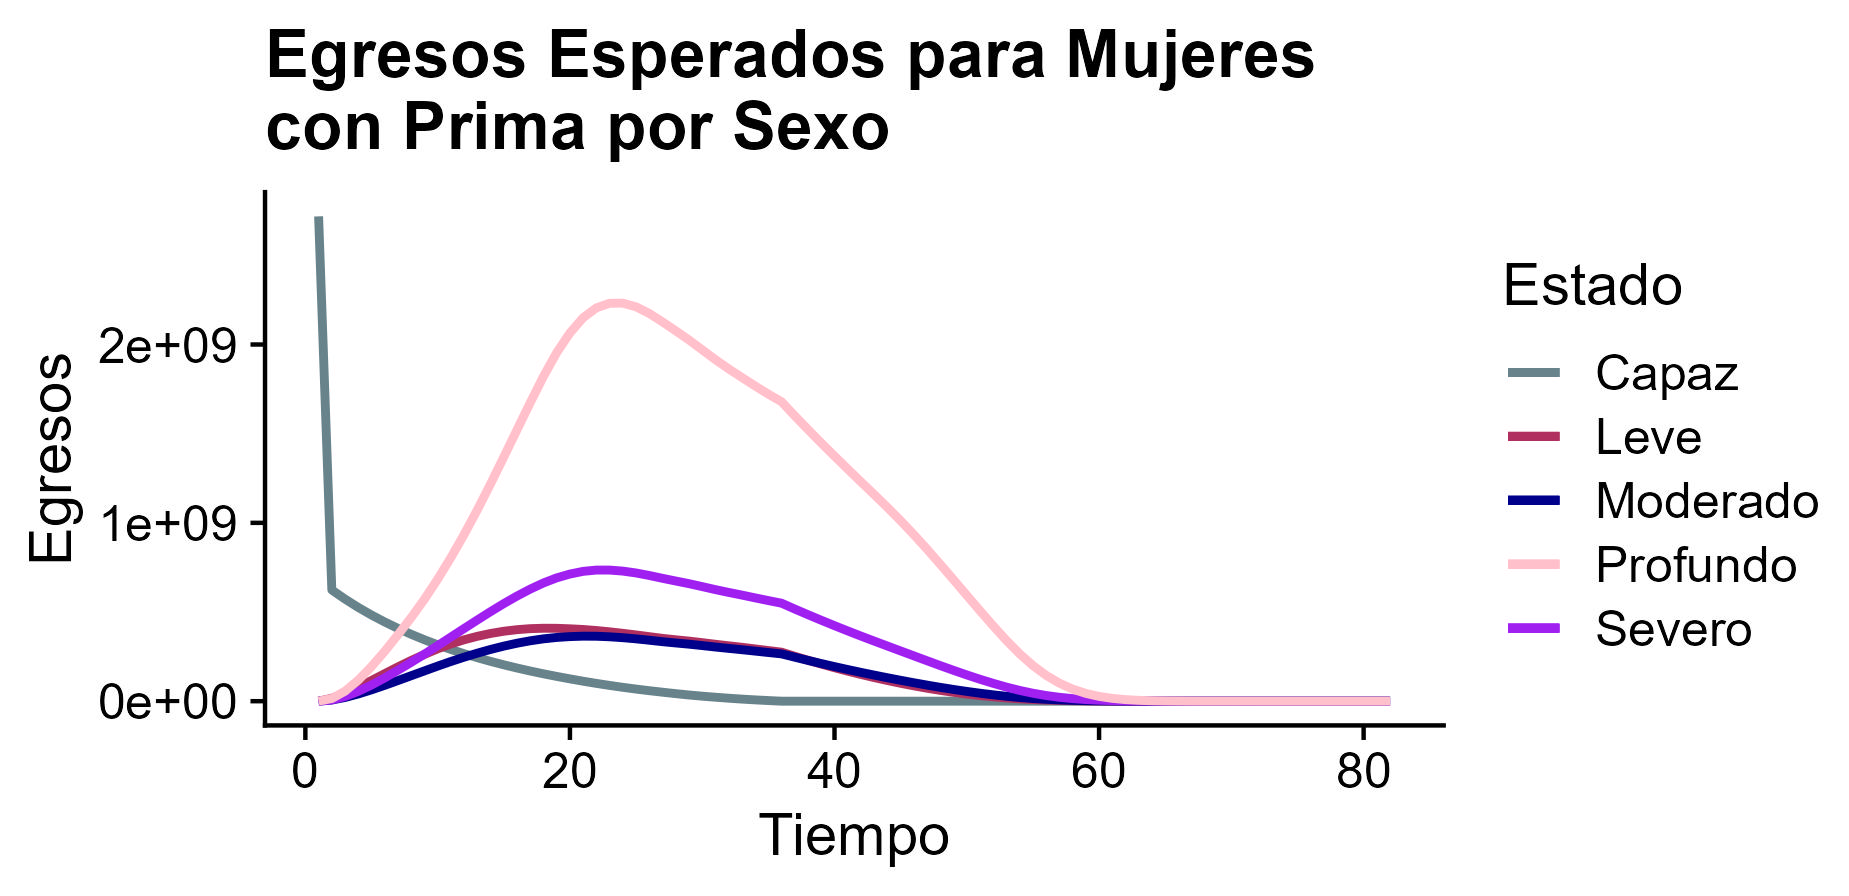 Egresos Esperados para Mujeres
con Prima por Sexo
Egresos
2e+09
1e+09
0e+00
0
20
40
60
80
Tiempo
Estado
Capaz
Leve
Moderado
Profundo
Severo